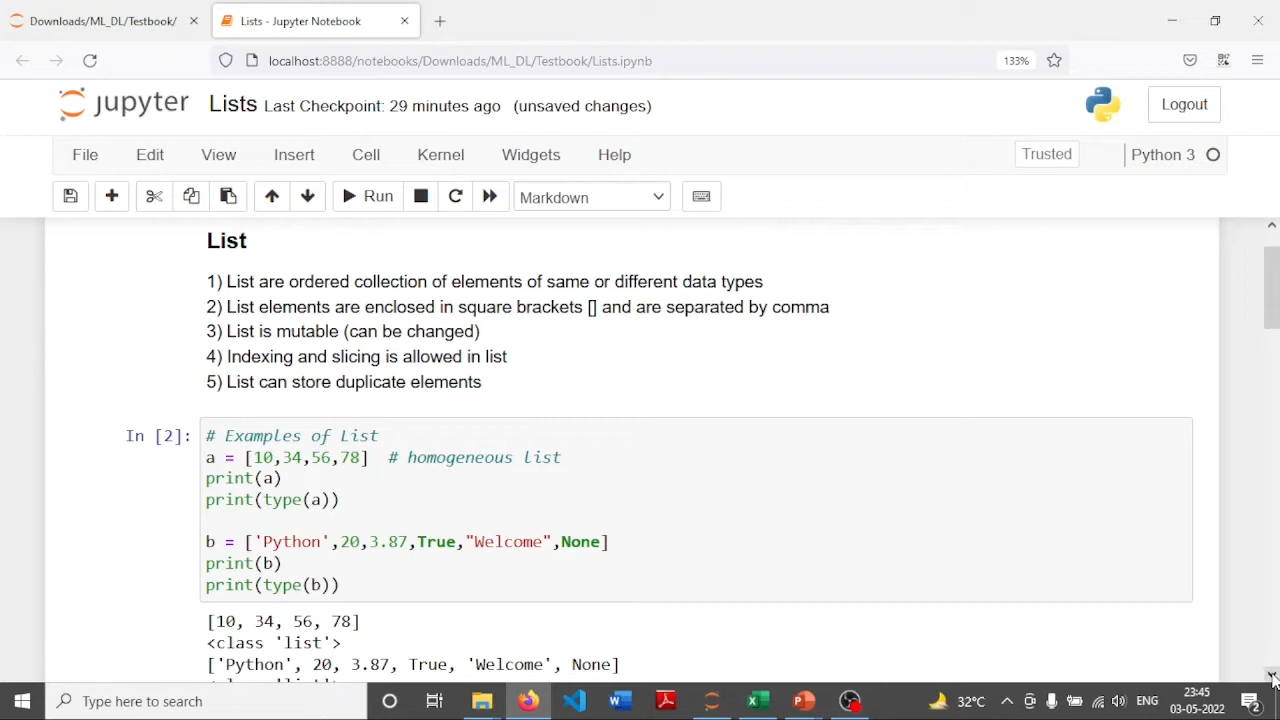 Downloads/ML_DL/Testbook/
Lists - Jupyter Notebook
localhost:8888/notebooks/Downloads/ML_DL/Testbook/Lists.ipynb
133%
jupyter Lists Last Checkpoint: 29 minutes ago (unsaved changes)
Logout
File Edit View Insert Cell Kernel Widgets Help
Trusted
Python 3
Run
Markdown
List
1) List are ordered collection of elements of same or different data types
2) List elements are enclosed in square brackets [] and are separated by comma
3) List is mutable (can be changed)
4) Indexing and slicing is allowed in list
5) List can store duplicate elements
In [2]:
# Examples of List
a = [10,34,56,78]  # homogeneous list
print(a)
print(type(a))
b = ['Python',20,3.87,True,"Welcome",None]
print(b)
print(type(b))
[10, 34, 56, 78]
<class 'list'>
['Python', 20, 3.87, True, 'Welcome', None]
Type here to search
32°C
ENG
23:45
03-05-2022
2